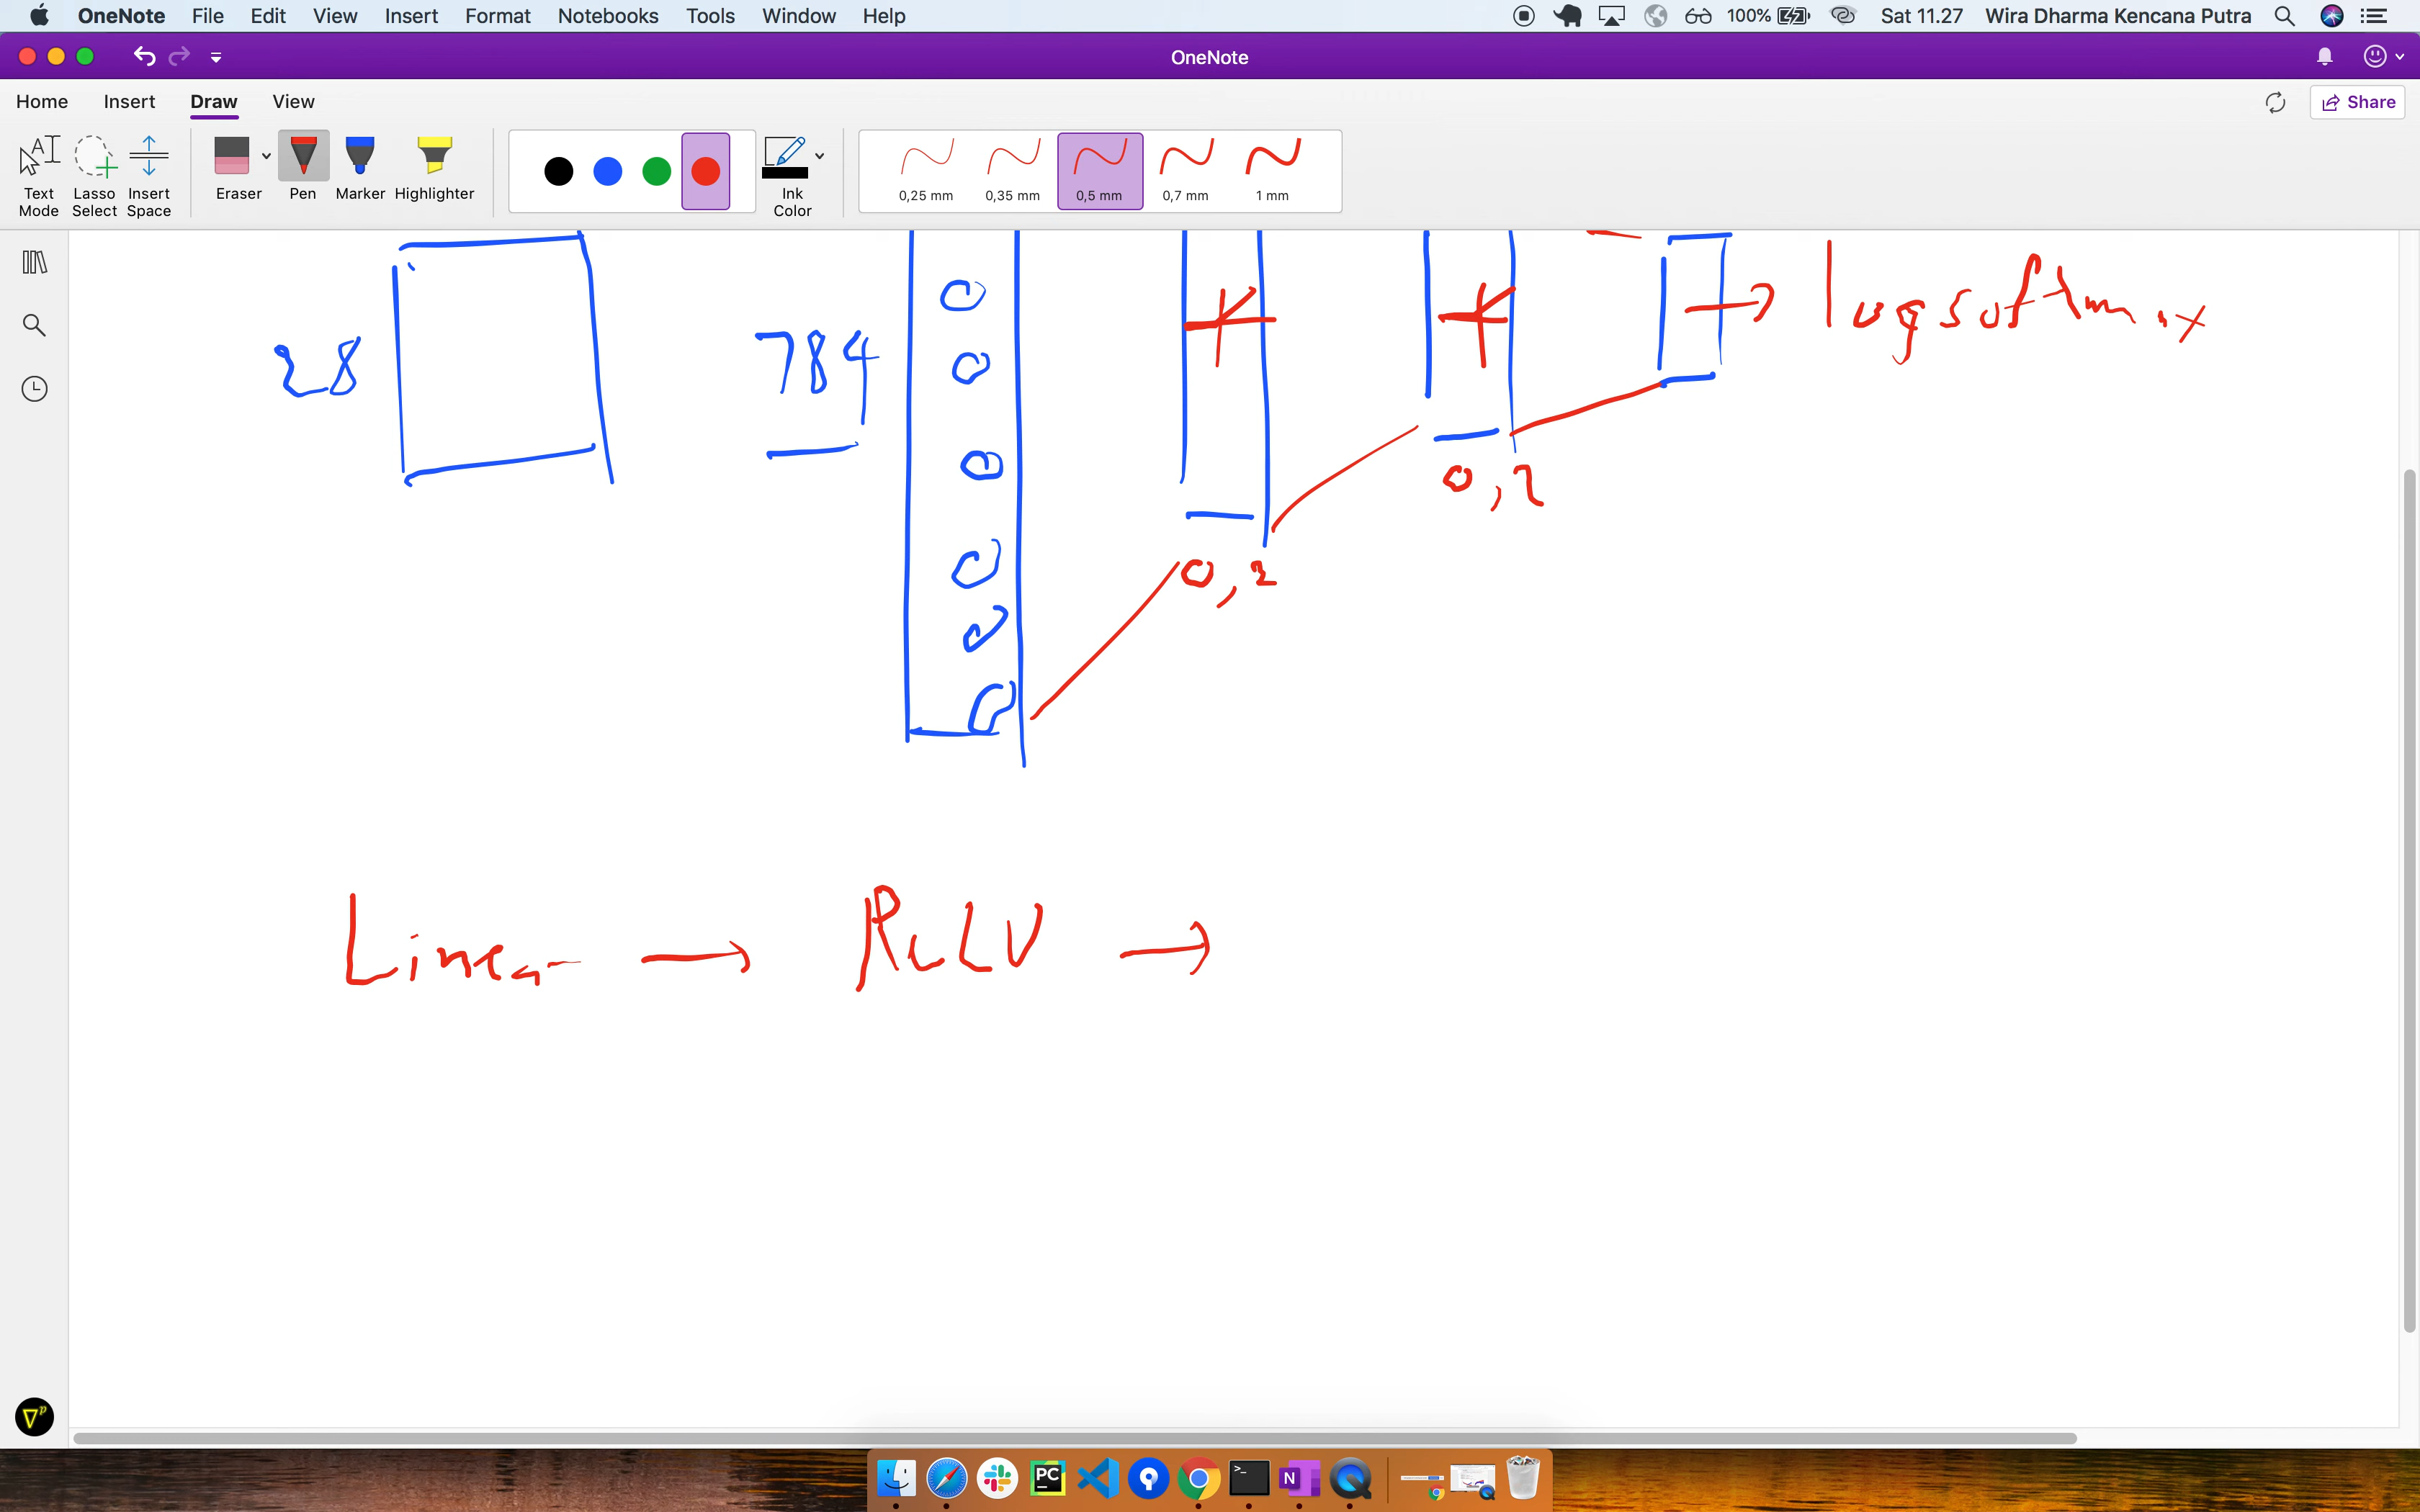 OneNote File Edit View Insert Format Notebooks Tools Window Help 100% Sat 11.27 Wira Dharma Kencana Putra
OneNote
Home Insert Draw View Share
Text Mode
Lasso Select
Insert Space
Eraser
Pen
Marker
Highlighter
Ink Color
0,25 mm
0,35 mm
0,5 mm
0,7 mm
1 mm
28
784
logsoftmax
0,2
0,2
Linear → ReLU →
PC
N